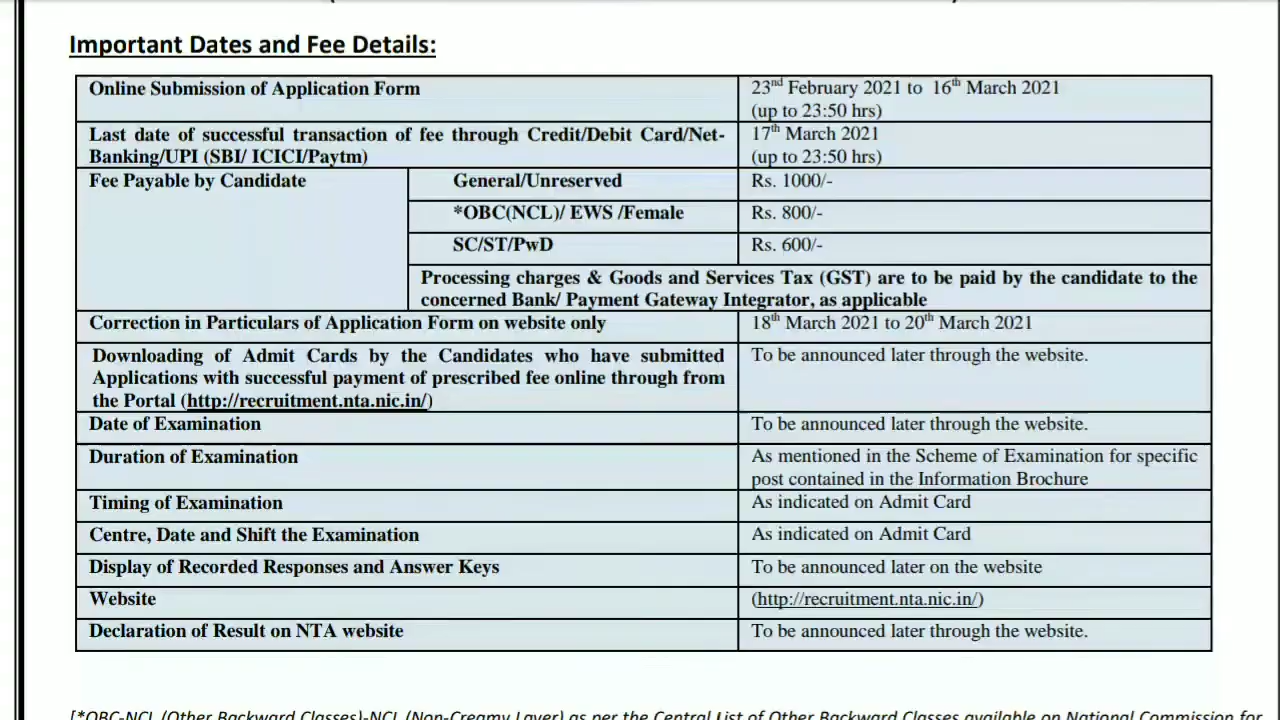 Important Dates and Fee Details:
Online Submission of Application Form
23nd February 2021 to 16th March 2021
(up to 23:50 hrs)
Last date of successful transaction of fee through Credit/Debit Card/Net-
Banking/UPI (SBI/ ICICI/Paytm)
17th March 2021
(up to 23:50 hrs)
Fee Payable by Candidate
General/Unreserved
Rs. 1000/-
*OBC(NCL)/ EWS /Female
Rs. 800/-
SC/ST/PwD
Rs. 600/-
Processing charges & Goods and Services Tax (GST) are to be paid by the candidate to the
concerned Bank/ Payment Gateway Integrator, as applicable
Correction in Particulars of Application Form on website only
18th March 2021 to 20th March 2021
Downloading of Admit Cards by the Candidates who have submitted
Applications with successful payment of prescribed fee online through from
the Portal (http://recruitment.nta.nic.in/)
To be announced later through the website.
Date of Examination
To be announced later through the website.
Duration of Examination
As mentioned in the Scheme of Examination for specific
post contained in the Information Brochure
Timing of Examination
As indicated on Admit Card
Centre, Date and Shift the Examination
As indicated on Admit Card
Display of Recorded Responses and Answer Keys
To be announced later on the website
Website
(http://recruitment.nta.nic.in/)
Declaration of Result on NTA website
To be announced later through the website.
[*OBC-NCL (Other Backward Classes)-NCL (Non-Creamy Layer) as per the Central List of Other Backward Classes available on National Commission for